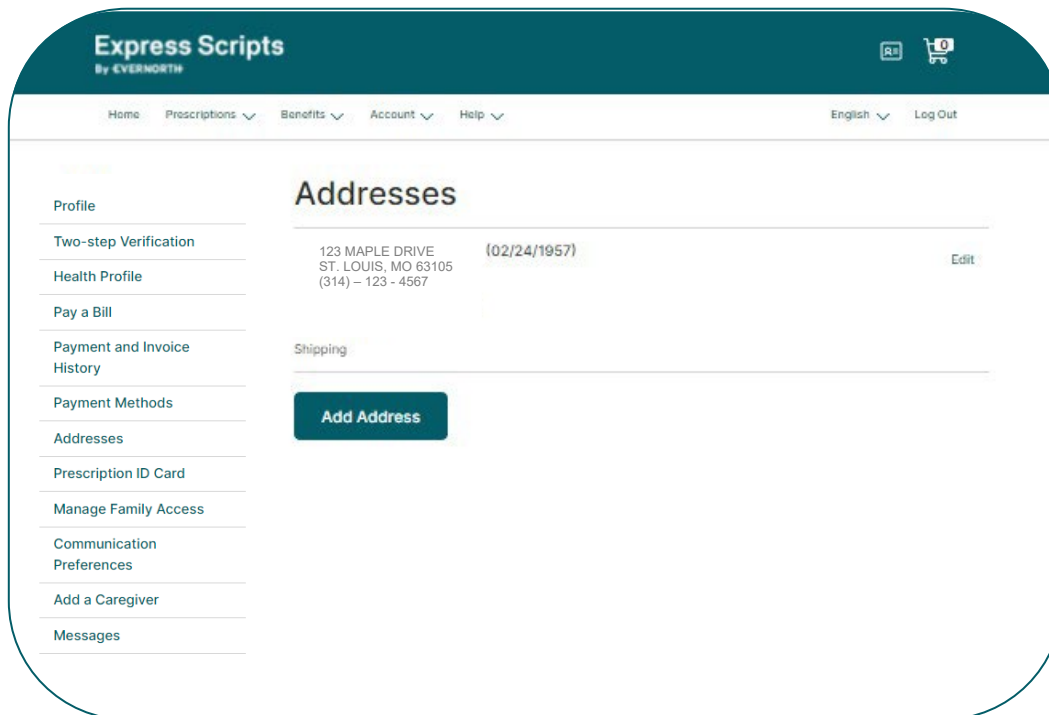 Express Scripts
By EVERNORTH
0
Home Prescriptions Benefits Account Help English Log Out
Profile
Two-step Verification
Health Profile
Pay a Bill
Payment and Invoice
History
Payment Methods
Addresses
Prescription ID Card
Manage Family Access
Communication
Preferences
Add a Caregiver
Messages
Addresses
123 MAPLE DRIVE
ST. LOUIS, MO 63105
(314) – 123 - 4567
(02/24/1957)
Edit
Shipping
Add Address